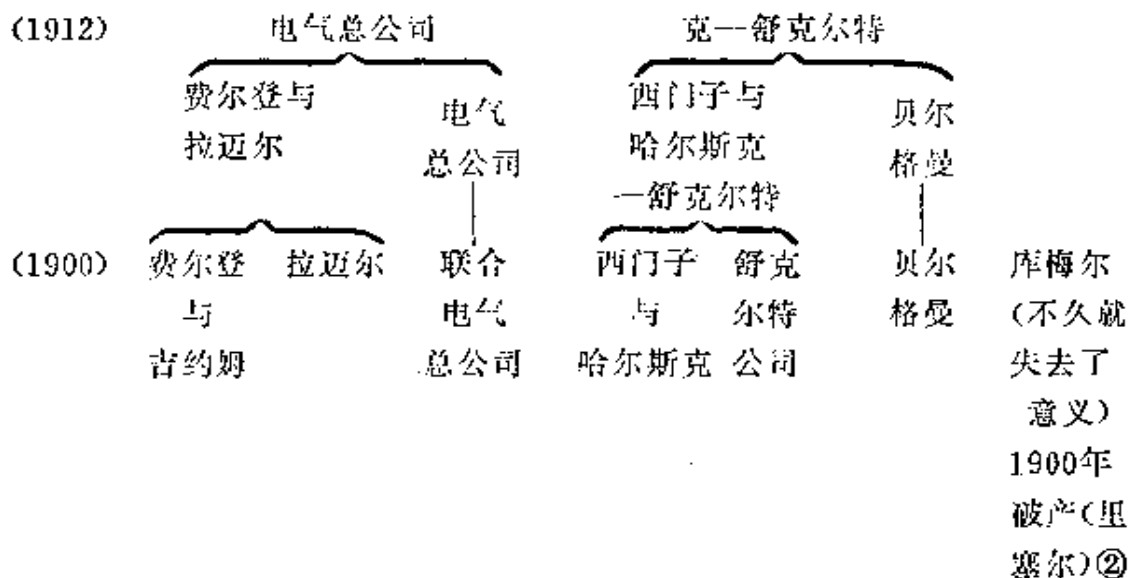 (1912) 电气总公司 克--舒克尔特
费尔登与 电气 西门子与 贝尔
拉迈尔 总公司 哈尔斯克 格曼
-—舒克尔特
(1900) 费尔登 拉迈尔 联合 西门子 舒克 贝尔 库梅尔
与 电气 与 尔特 格曼 (不久就
吉约姆 总公司 哈尔斯克 公司 失去了
意义)
1900年
破产(里
塞尔)②